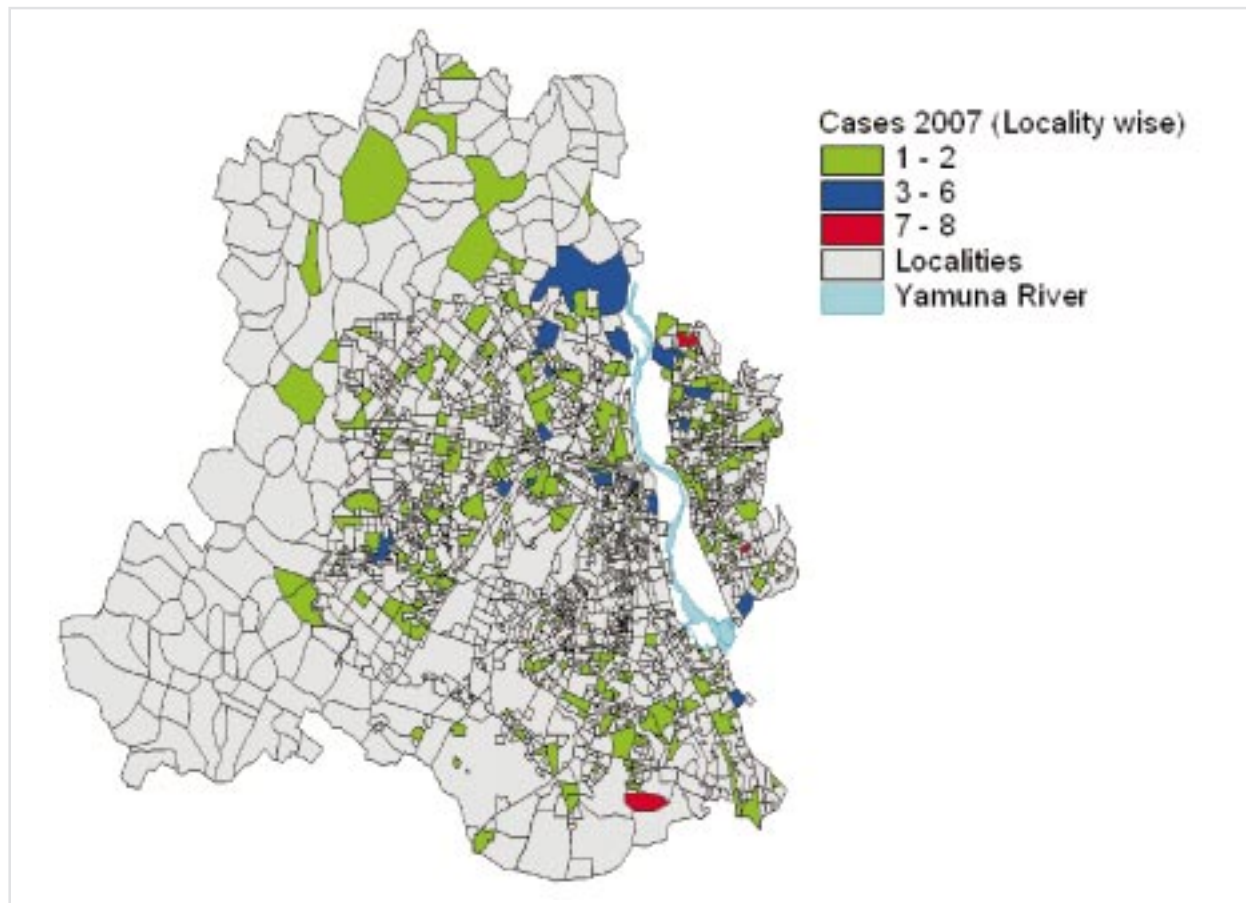 Cases 2007 (Locality wise)
1 - 2
3 - 6
7 - 8
Localities
Yamuna River